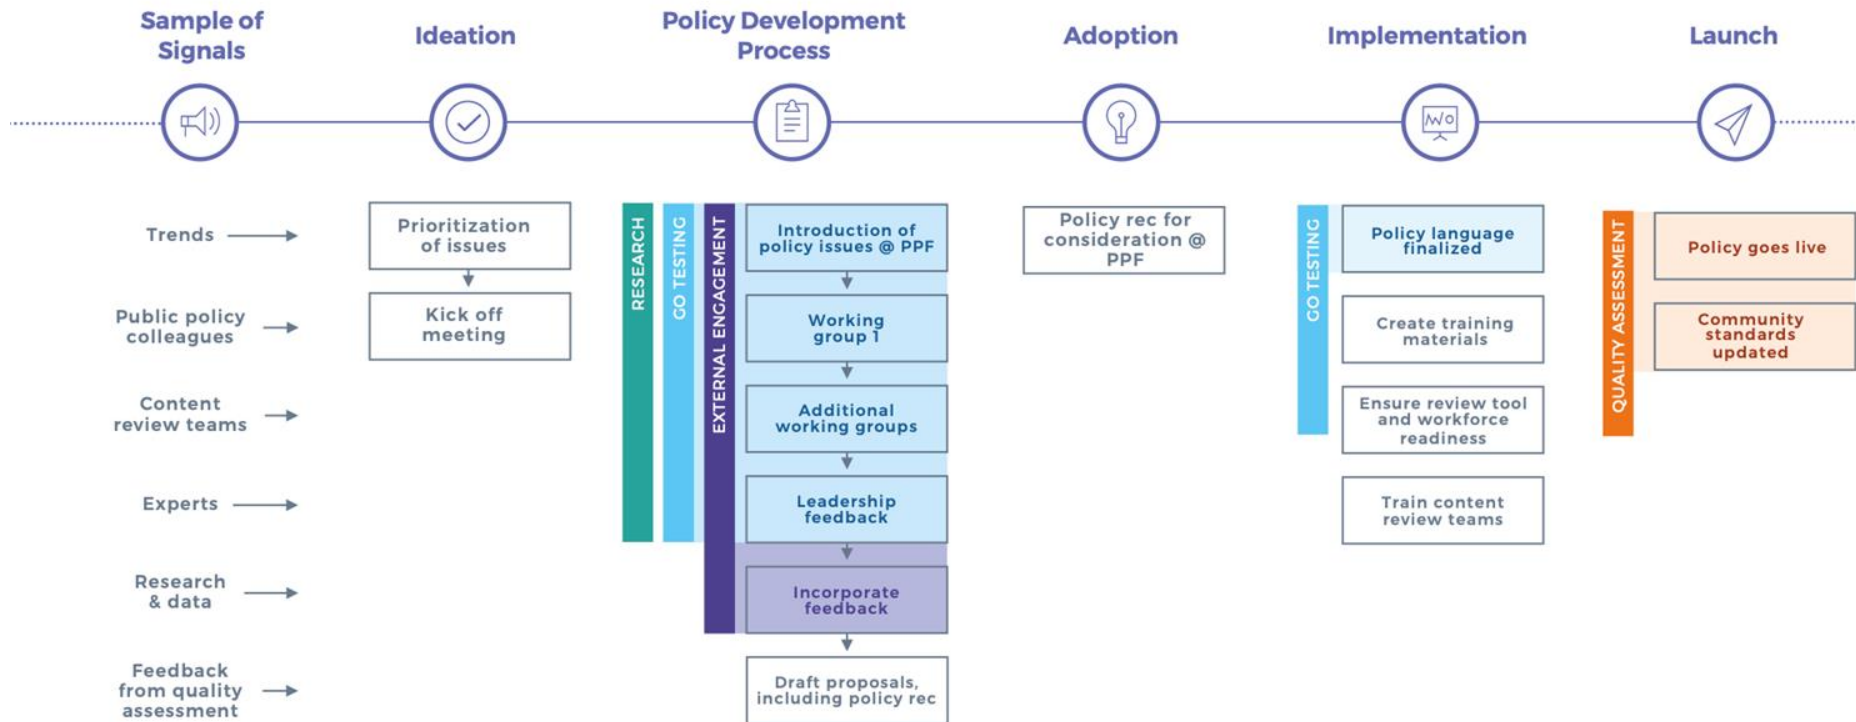 Sample of
Signals
Ideation
Policy Development
Process
Adoption
Implementation
Launch
Trends
Public policy
colleagues
Content
review teams
Experts
Research
& data
Feedback
from quality
assessment
Prioritization
of issues
Kick off
meeting
RESEARCH
GO TESTING
EXTERNAL ENGAGEMENT
Introduction of
policy issues @ PPF
Working
group 1
Additional
working groups
Leadership
feedback
Incorporate
feedback
Draft proposals,
including policy rec
Policy rec for
consideration @
PPF
GO TESTING
Policy language
finalized
Create training
materials
Ensure review tool
and workforce
readiness
Train content
review teams
QUALITY ASSESSMENT
Policy goes live
Community
standards
updated